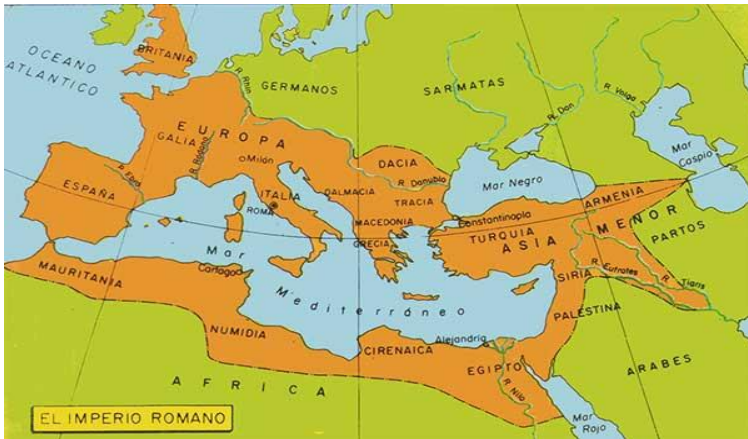 OCEANO
ATLANTICO
BRITANIA
R. Rhin
GERMANOS
SARMATAS
R. Don
R. Volga
Mar
Caspio
EUROPA
GALIA
R. Ródano
Milán
DACIA
R. Danubio
Mar Negro
ARMENIA
ESPAÑA
R. Ebro
ITALIA
ROMA
DALMACIA
TRACIA
MACEDONIA
GRECIA
Constantinopla
TURQUIA
ASIA MENOR
PARTOS
Mar
Mediterráneo
Cartago
MAURITANIA
NUMIDIA
CIRENAICA
Alejandría
EGIPTO
R. Nilo
SIRIA
R. Eufrates
R. Tigris
PALESTINA
ARABES
AFRICA
Mar
Rojo
EL IMPERIO ROMANO